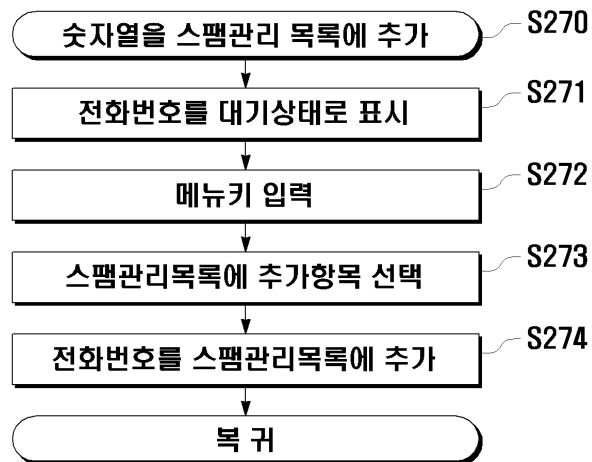 숫자열을 스팸관리 목록에 추가
S270
전화번호를 대기상태로 표시
S271
메뉴키 입력
S272
스팸관리목록에 추가항목 선택
S273
전화번호를 스팸관리목록에 추가
S274
복 귀